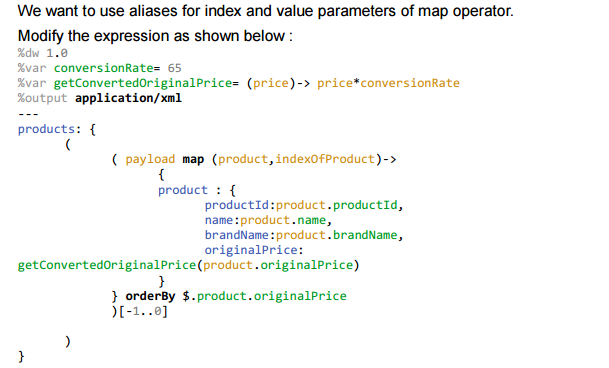 We want to use aliases for index and value parameters of map operator.
Modify the expression as shown below :
%dw 1.0
%var conversionRate= 65
%var getConvertedOriginalPrice= (price)-> price*conversionRate
%output application/xml
---
products: {
(
( payload map (product,indexOfProduct)->
{
product : {
productId:product.productId,
name:product.name,
brandName:product.brandName,
originalPrice:
getConvertedOriginalPrice(product.originalPrice)
}
} orderBy $.product.originalPrice
)[-1..0]
)
}